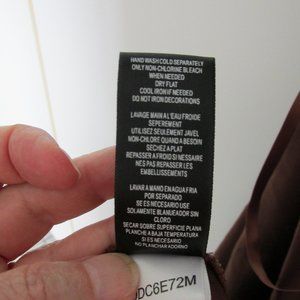 HAND WASH COLD SEPARATELY
ONLY NON-CHLORINE BLEACH
WHEN NEEDED
DRY FLAT
COOL IRON IF NEEDED
DO NOT IRON DECORATIONS
LAVAGE MAIN A L'EAU FROIDE
SEPEREMENT
UTILISEZ SEULEMENT JAVEL
NON-CHLORE QUAND A BESOIN
SECHEZ A PLAT
REPASSER A FROID SI NESSAIRE
NES PAS REPASSER LES
EMBELLISSEMENTS
LAVAR A MANO EN AGUA FRIA
POR SEPARADO
SE ES NECESARIO USE
SOLAMENTE BLANUEADOR SIN
CLORO
SECAR SOBRE SUPERFICIE PLANA
PLANCHE A BAJA TEMPERATURA
SI ES NECESARIO
NO PLANCHAR ADORNO
DC6E72M